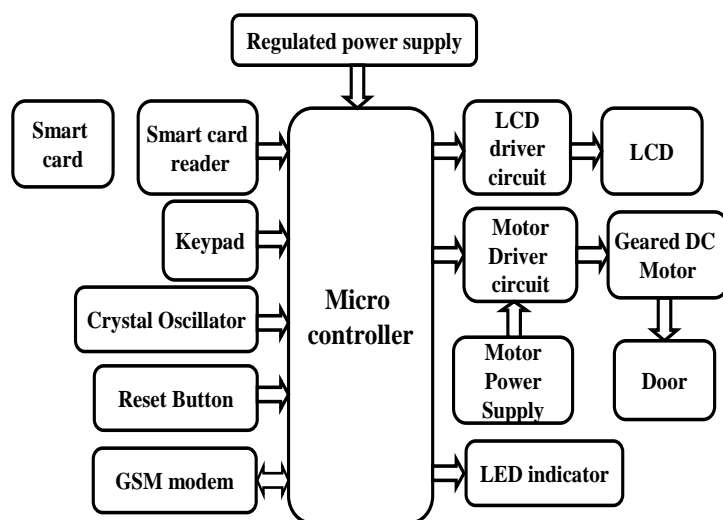 Regulated power supply
Smart
card
Smart card
reader
LCD
driver
circuit
LCD
Keypad
Motor
Driver
circuit
Geared DC
Motor
Micro
controller
Crystal Oscillator
Motor
Power
Supply
Door
Reset Button
GSM modem
LED indicator